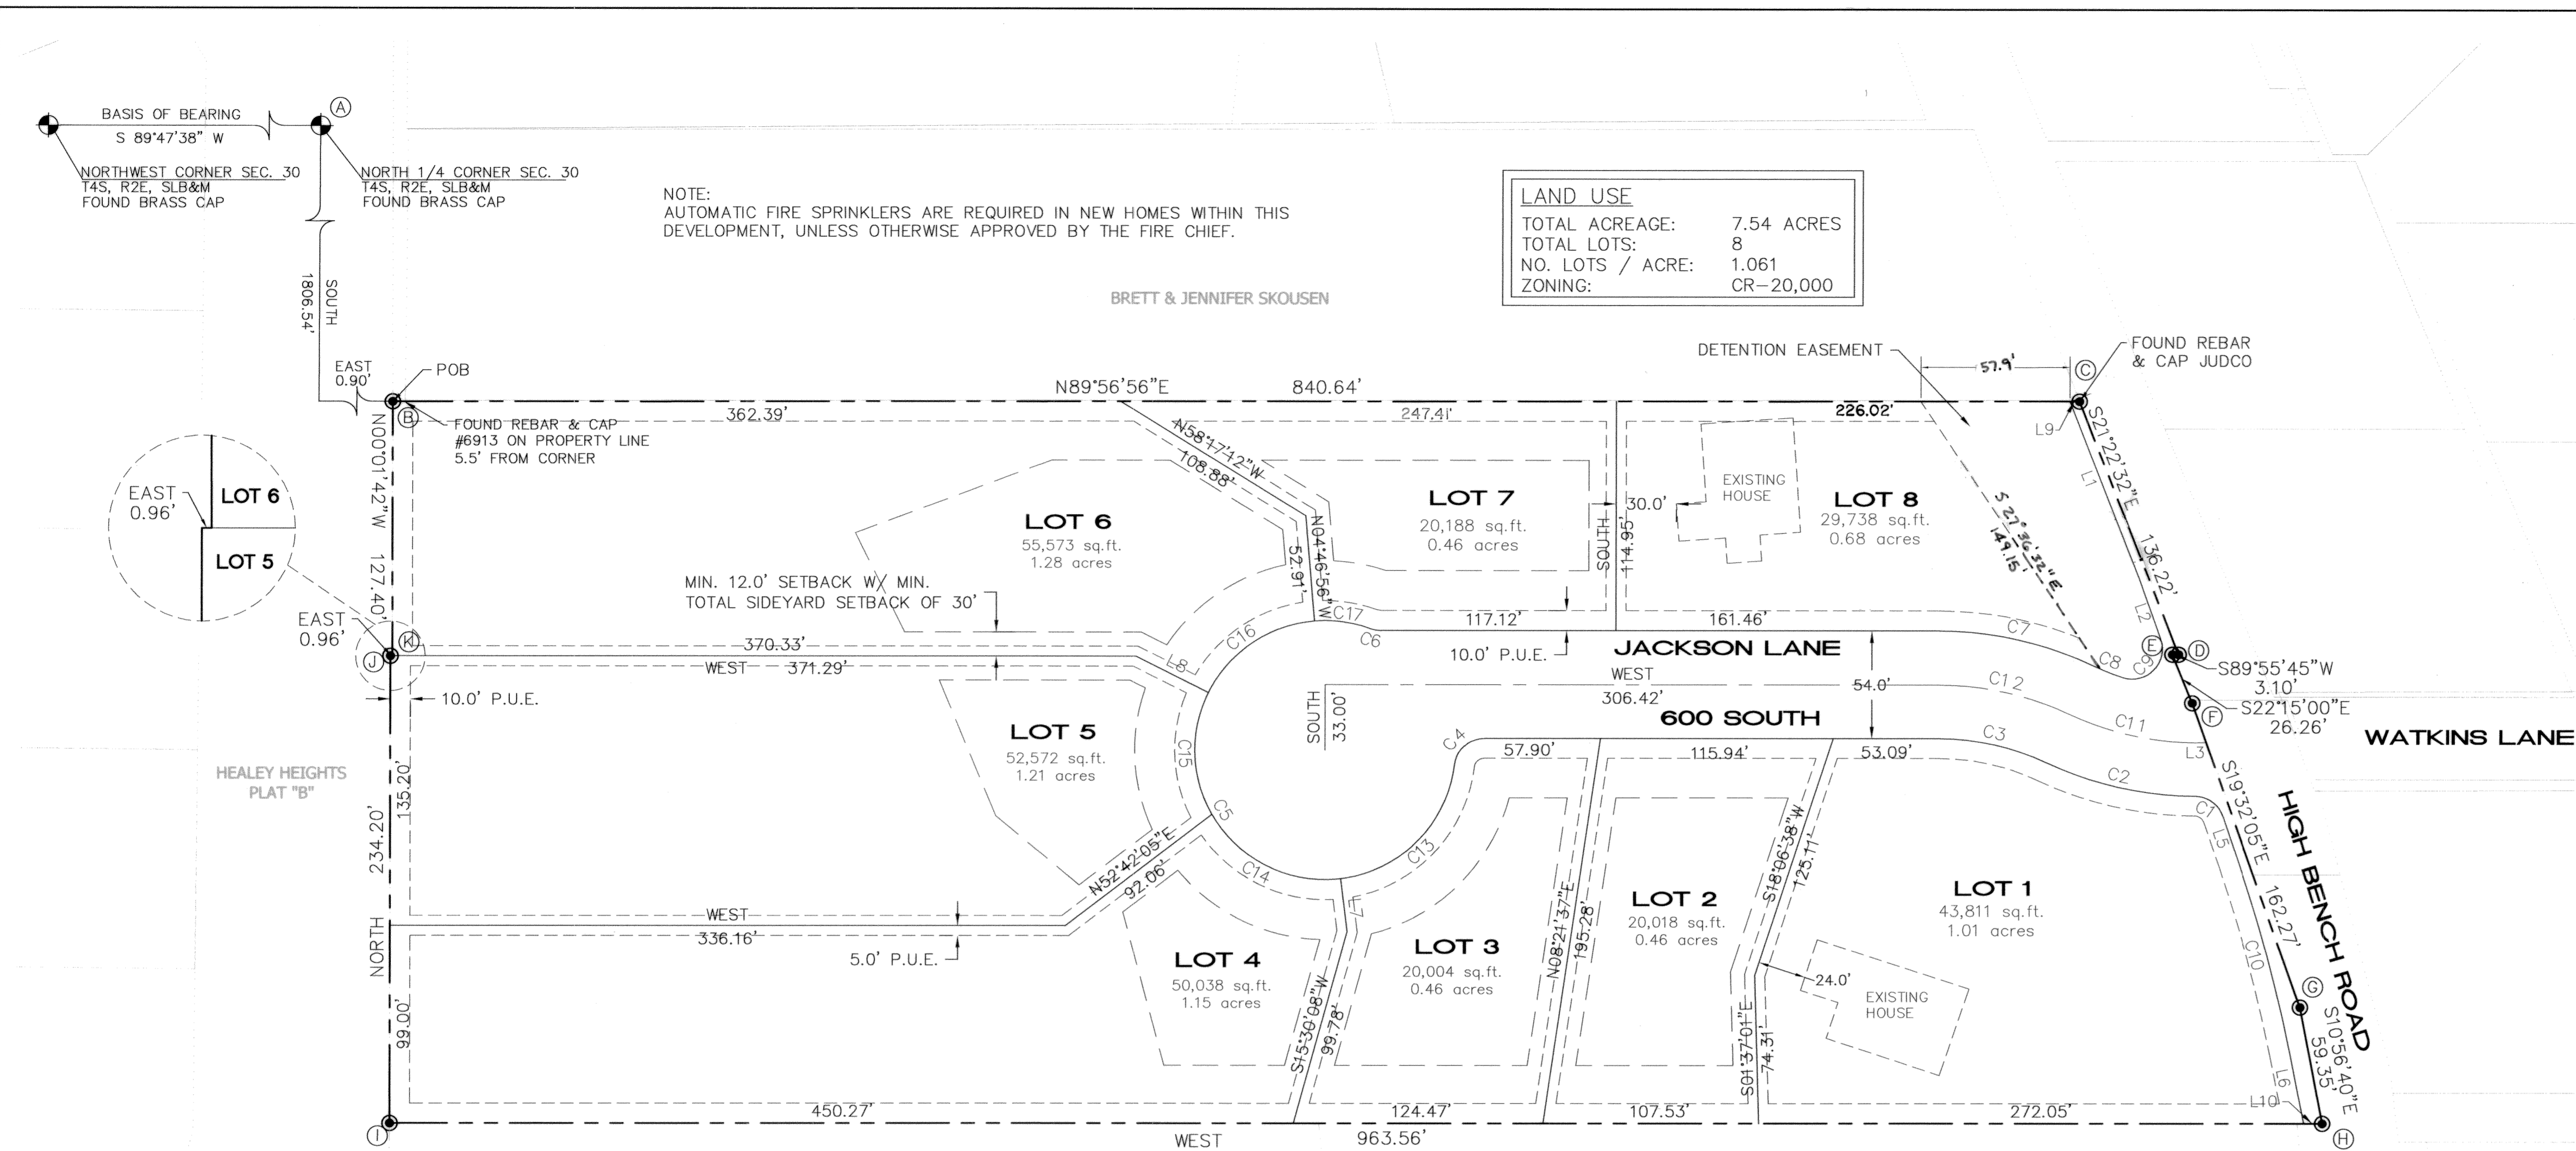 BASIS OF BEARING
S 89°47'38" W
A
NORTHWEST CORNER SEC. 30
T4S, R2E, SLB&M
FOUND BRASS CAP
NORTH 1/4 CORNER SEC. 30
T4S, R2E, SLB&M
FOUND BRASS CAP
SOUTH
1806.54'
NOTE:
AUTOMATIC FIRE SPRINKLERS ARE REQUIRED IN NEW HOMES WITHIN THIS
DEVELOPMENT, UNLESS OTHERWISE APPROVED BY THE FIRE CHIEF.
LAND USE
TOTAL ACREAGE: 7.54 ACRES
TOTAL LOTS: 8
NO. LOTS / ACRE: 1.061
ZONING: CR-20,000
BRETT & JENNIFER SKOUSEN
DETENTION EASEMENT
57.9'
C
FOUND REBAR
& CAP JUDCO
EAST
0.90'
POB
N89°56'56"E 840.64'
B
FOUND REBAR & CAP
#6913 ON PROPERTY LINE
5.5' FROM CORNER
362.39'
247.41'
226.02'
L9
S21°22'32"E 136.22'
L1
L2
N00°01'42"W 127.40'
N58°17'12"W
108.88'
N04°46'56"W
52.91'
EAST
0.96'
LOT 6
LOT 5
LOT 6
55,573 sq.ft.
1.28 acres
LOT 7
20,188 sq.ft.
0.46 acres
SOUTH
114.95'
30.0'
EXISTING
HOUSE
LOT 8
29,738 sq.ft.
0.68 acres
S 27°36'32"E
149.15'
MIN. 12.0' SETBACK W/ MIN.
TOTAL SIDEYARD SETBACK OF 30'
EAST
0.96'
J
K
370.33'
WEST 371.29'
L8
C16
C17
C6
117.12'
161.46'
C7
C8
C9
10.0' P.U.E.
JACKSON LANE
E
D
S89°55'45"W
3.10'
S22°15'00"E
26.26'
F
WEST
306.42'
54.0'
C12
C11
L3
SOUTH
33.00'
600 SOUTH
WATKINS LANE
10.0' P.U.E.
LOT 5
52,572 sq.ft.
1.21 acres
C15
C5
C4
57.90'
115.94'
53.09'
C3
C2
C1
L5
HEALEY HEIGHTS
PLAT "B"
135.20'
234.20'
NORTH
99.00'
S19°32'05"E 162.27'
HIGH BENCH ROAD
N52°42'05"E
92.06'
C14
C13
L7
WEST
336.16'
5.0' P.U.E.
LOT 4
50,038 sq.ft.
1.15 acres
S15°30'08"W
99.78'
LOT 3
20,004 sq.ft.
0.46 acres
N08°21'37"E
195.28'
LOT 2
20,018 sq.ft.
0.46 acres
S18°06'38"W
125.11'
S01°37'01"E
74.31'
LOT 1
43,811 sq.ft.
1.01 acres
24.0'
EXISTING
HOUSE
C10
G
S10°56'40"E
59.35'
L6
L10
H
I
450.27'
124.47'
107.53'
272.05'
WEST 963.56'